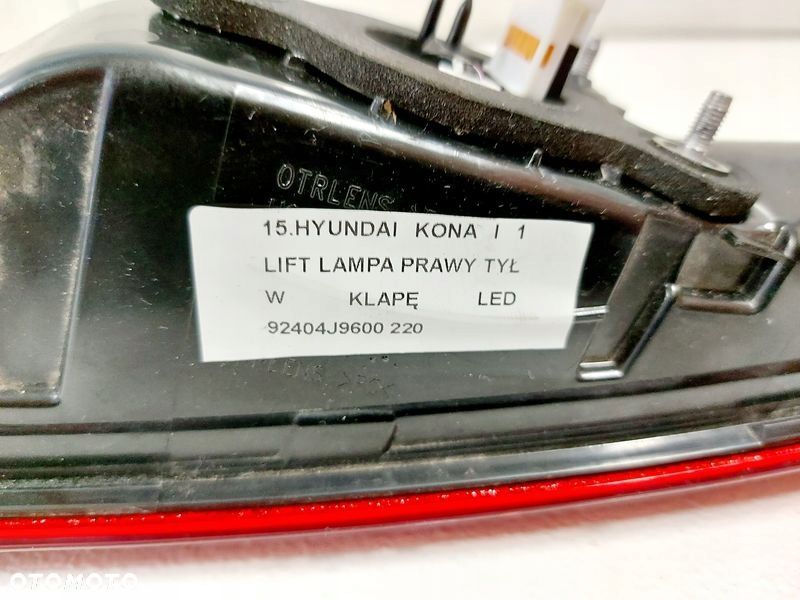 OTRLENS
15.HYUNDAI KONA I 1
LIFT LAMPA PRAWY TYŁ
W KLAPĘ LED
92404J9600 220
OTOMOTO